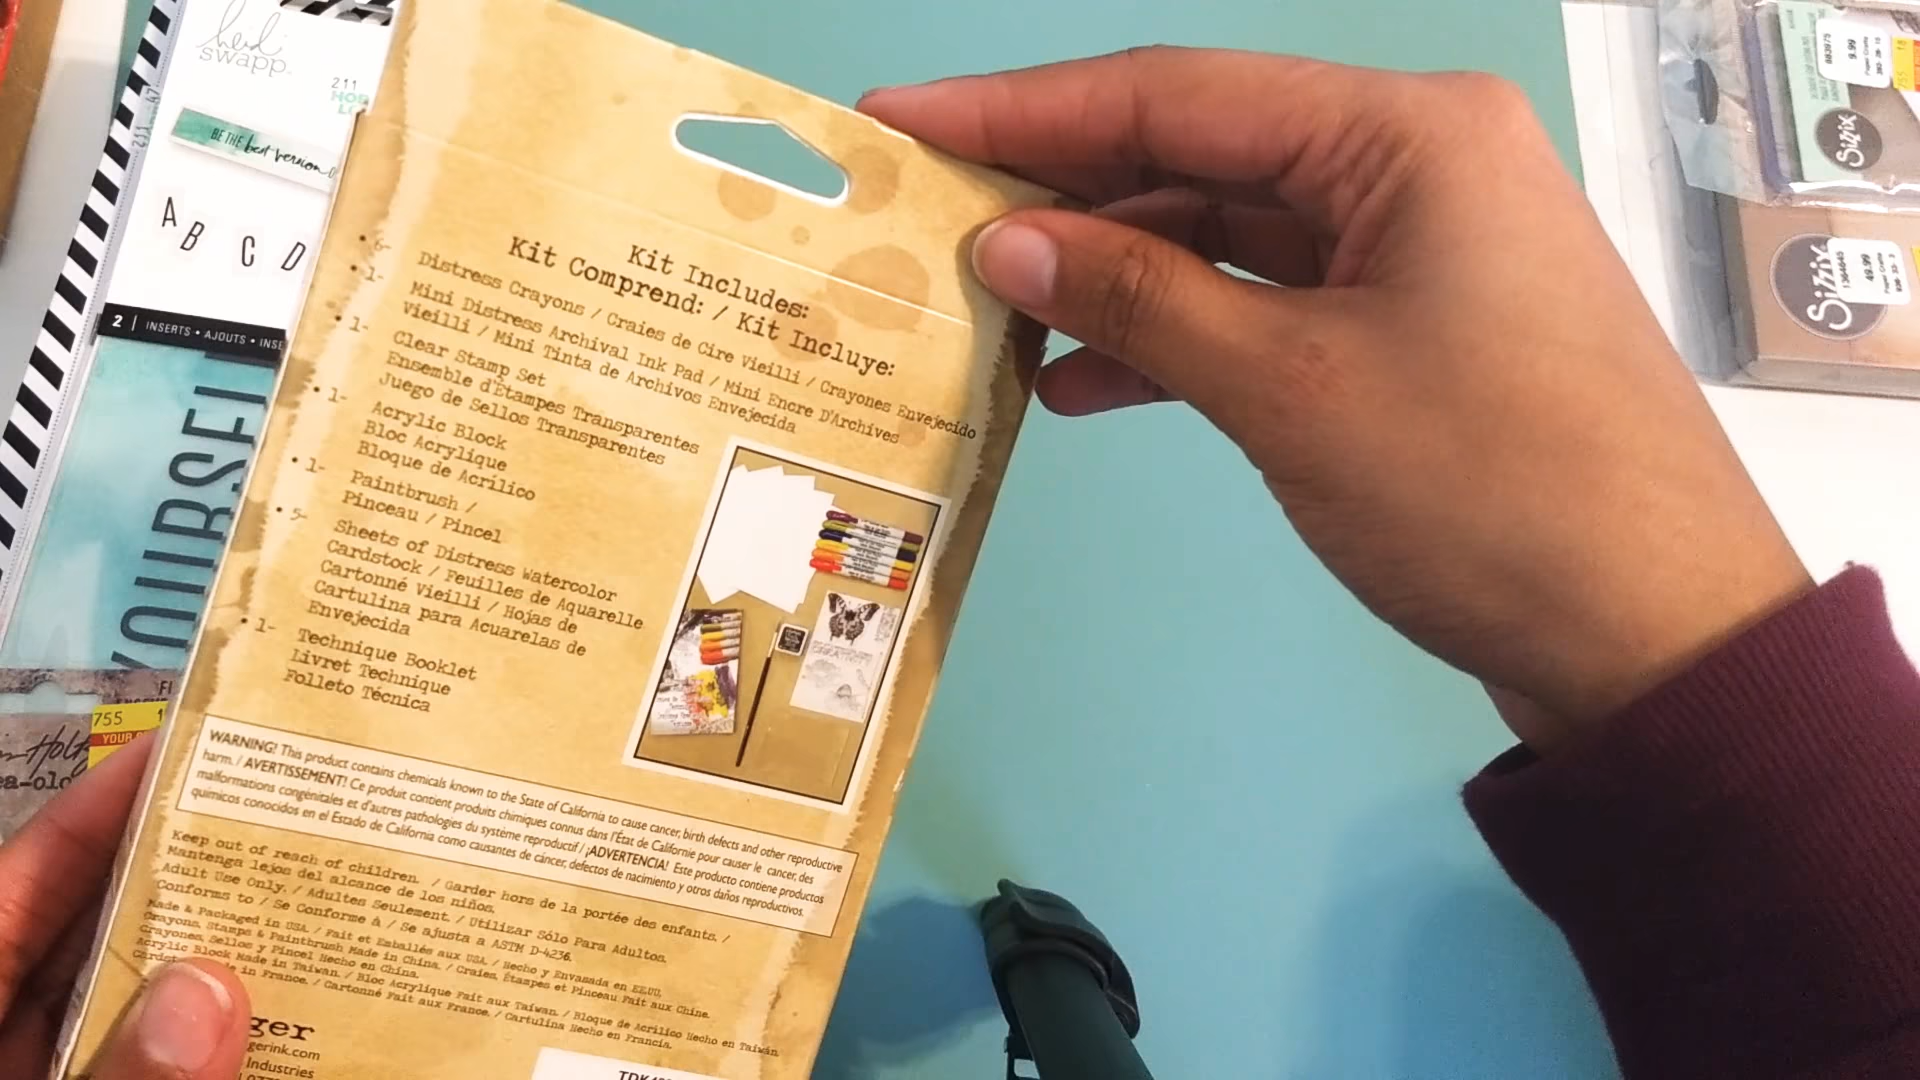 heidi
swapp
211
BE THE best version
A B C D
2 | INSERTS • AJOUTS • INSE
YOURSELF
755
Kit Includes:
Kit Comprend: / Kit Incluye:
• 6- Distress Crayons / Craies de Cire Vieilli / Crayones Envejecido
• 1- Mini Distress Archival Ink Pad / Mini Encre D'Archives
Vieilli / Mini Tinta de Archivos Envejecida
• 1- Clear Stamp Set
Ensemble d'Étampes Transparentes
Juego de Sellos Transparentes
• 1- Acrylic Block
Bloc Acrylique
Bloque de Acrílico
• 1- Paintbrush /
Pinceau / Pincel
• 5- Sheets of Distress Watercolor
Cardstock / Feuilles de Aquarelle
Cartonné Vieilli / Hojas de
Cartulina para Acuarelas de
Envejecida
• 1- Technique Booklet
Livret Technique
Folleto Técnica
WARNING! This product contains chemicals known to the State of California to cause cancer, birth defects and other reproductive
harm. / AVERTISSEMENT! Ce produit contient produits chimiques connus dans l'État de Californie pour causer le cancer, des
malformations congénitales et d'autres pathologies du système reproductif / ¡ADVERTENCIA! Este producto contiene productos
químicos conocidos en el Estado de California como causantes de cáncer, defectos de nacimiento y otros daños reproductivos.
Keep out of reach of children. / Garder hors de la portée des enfants. /
Mantenga lejos del alcance de los niños.
Adult Use Only. / Adultes Seulement. / Utilizar Sólo Para Adultos.
Conforms to / Se Conforme à / Se ajusta a ASTM D-4236.
Made & Packaged in USA. / Fait et Emballés aux USA. / Hecho y Envasada en EEUU.
Crayons, Stamps & Paintbrush Made in China. / Craies, Étampes et Pinceau Fait aux Chine.
Crayones, Sellos y Pincel Hecho en China.
Acrylic Block Made in Taiwan. / Bloc Acrylique Fait aux Taiwan. / Bloque de Acrílico Hecho en Taiwán.
in France. / Cartonné Fait aux France. / Cartulina Hecho en Francia.
ger
gerink.com
Industries
Sizzix
9.99
Paper Crafts
Sizzix
49.99
Paper Crafts